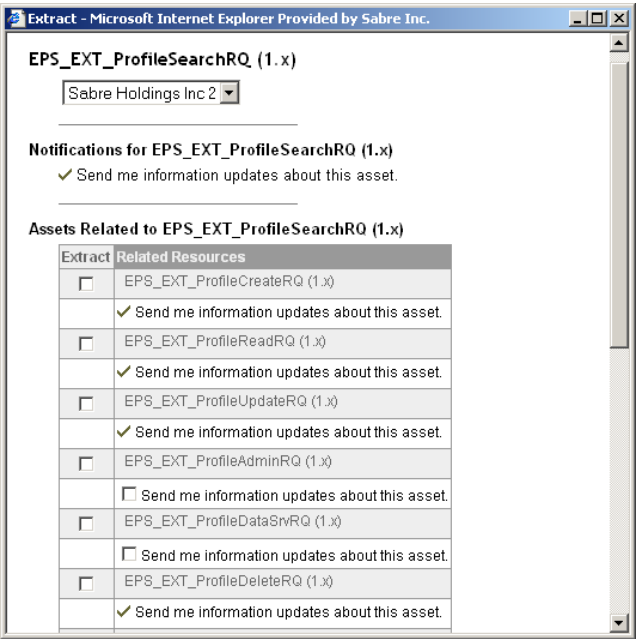 Extract - Microsoft Internet Explorer Provided by Sabre Inc.
EPS_EXT_ProfileSearchRQ (1.x)
Sabre Holdings Inc 2
Notifications for EPS_EXT_ProfileSearchRQ (1.x)
Send me information updates about this asset.
Assets Related to EPS_EXT_ProfileSearchRQ (1.x)
Extract Related Resources
EPS_EXT_ProfileCreateRQ (1.x)
Send me information updates about this asset.
EPS_EXT_ProfileReadRQ (1.x)
Send me information updates about this asset.
EPS_EXT_ProfileUpdateRQ (1.x)
Send me information updates about this asset.
EPS_EXT_ProfileAdminRQ (1.x)
Send me information updates about this asset.
EPS_EXT_ProfileDataSrvRQ (1.x)
Send me information updates about this asset.
EPS_EXT_ProfileDeleteRQ (1.x)
Send me information updates about this asset.